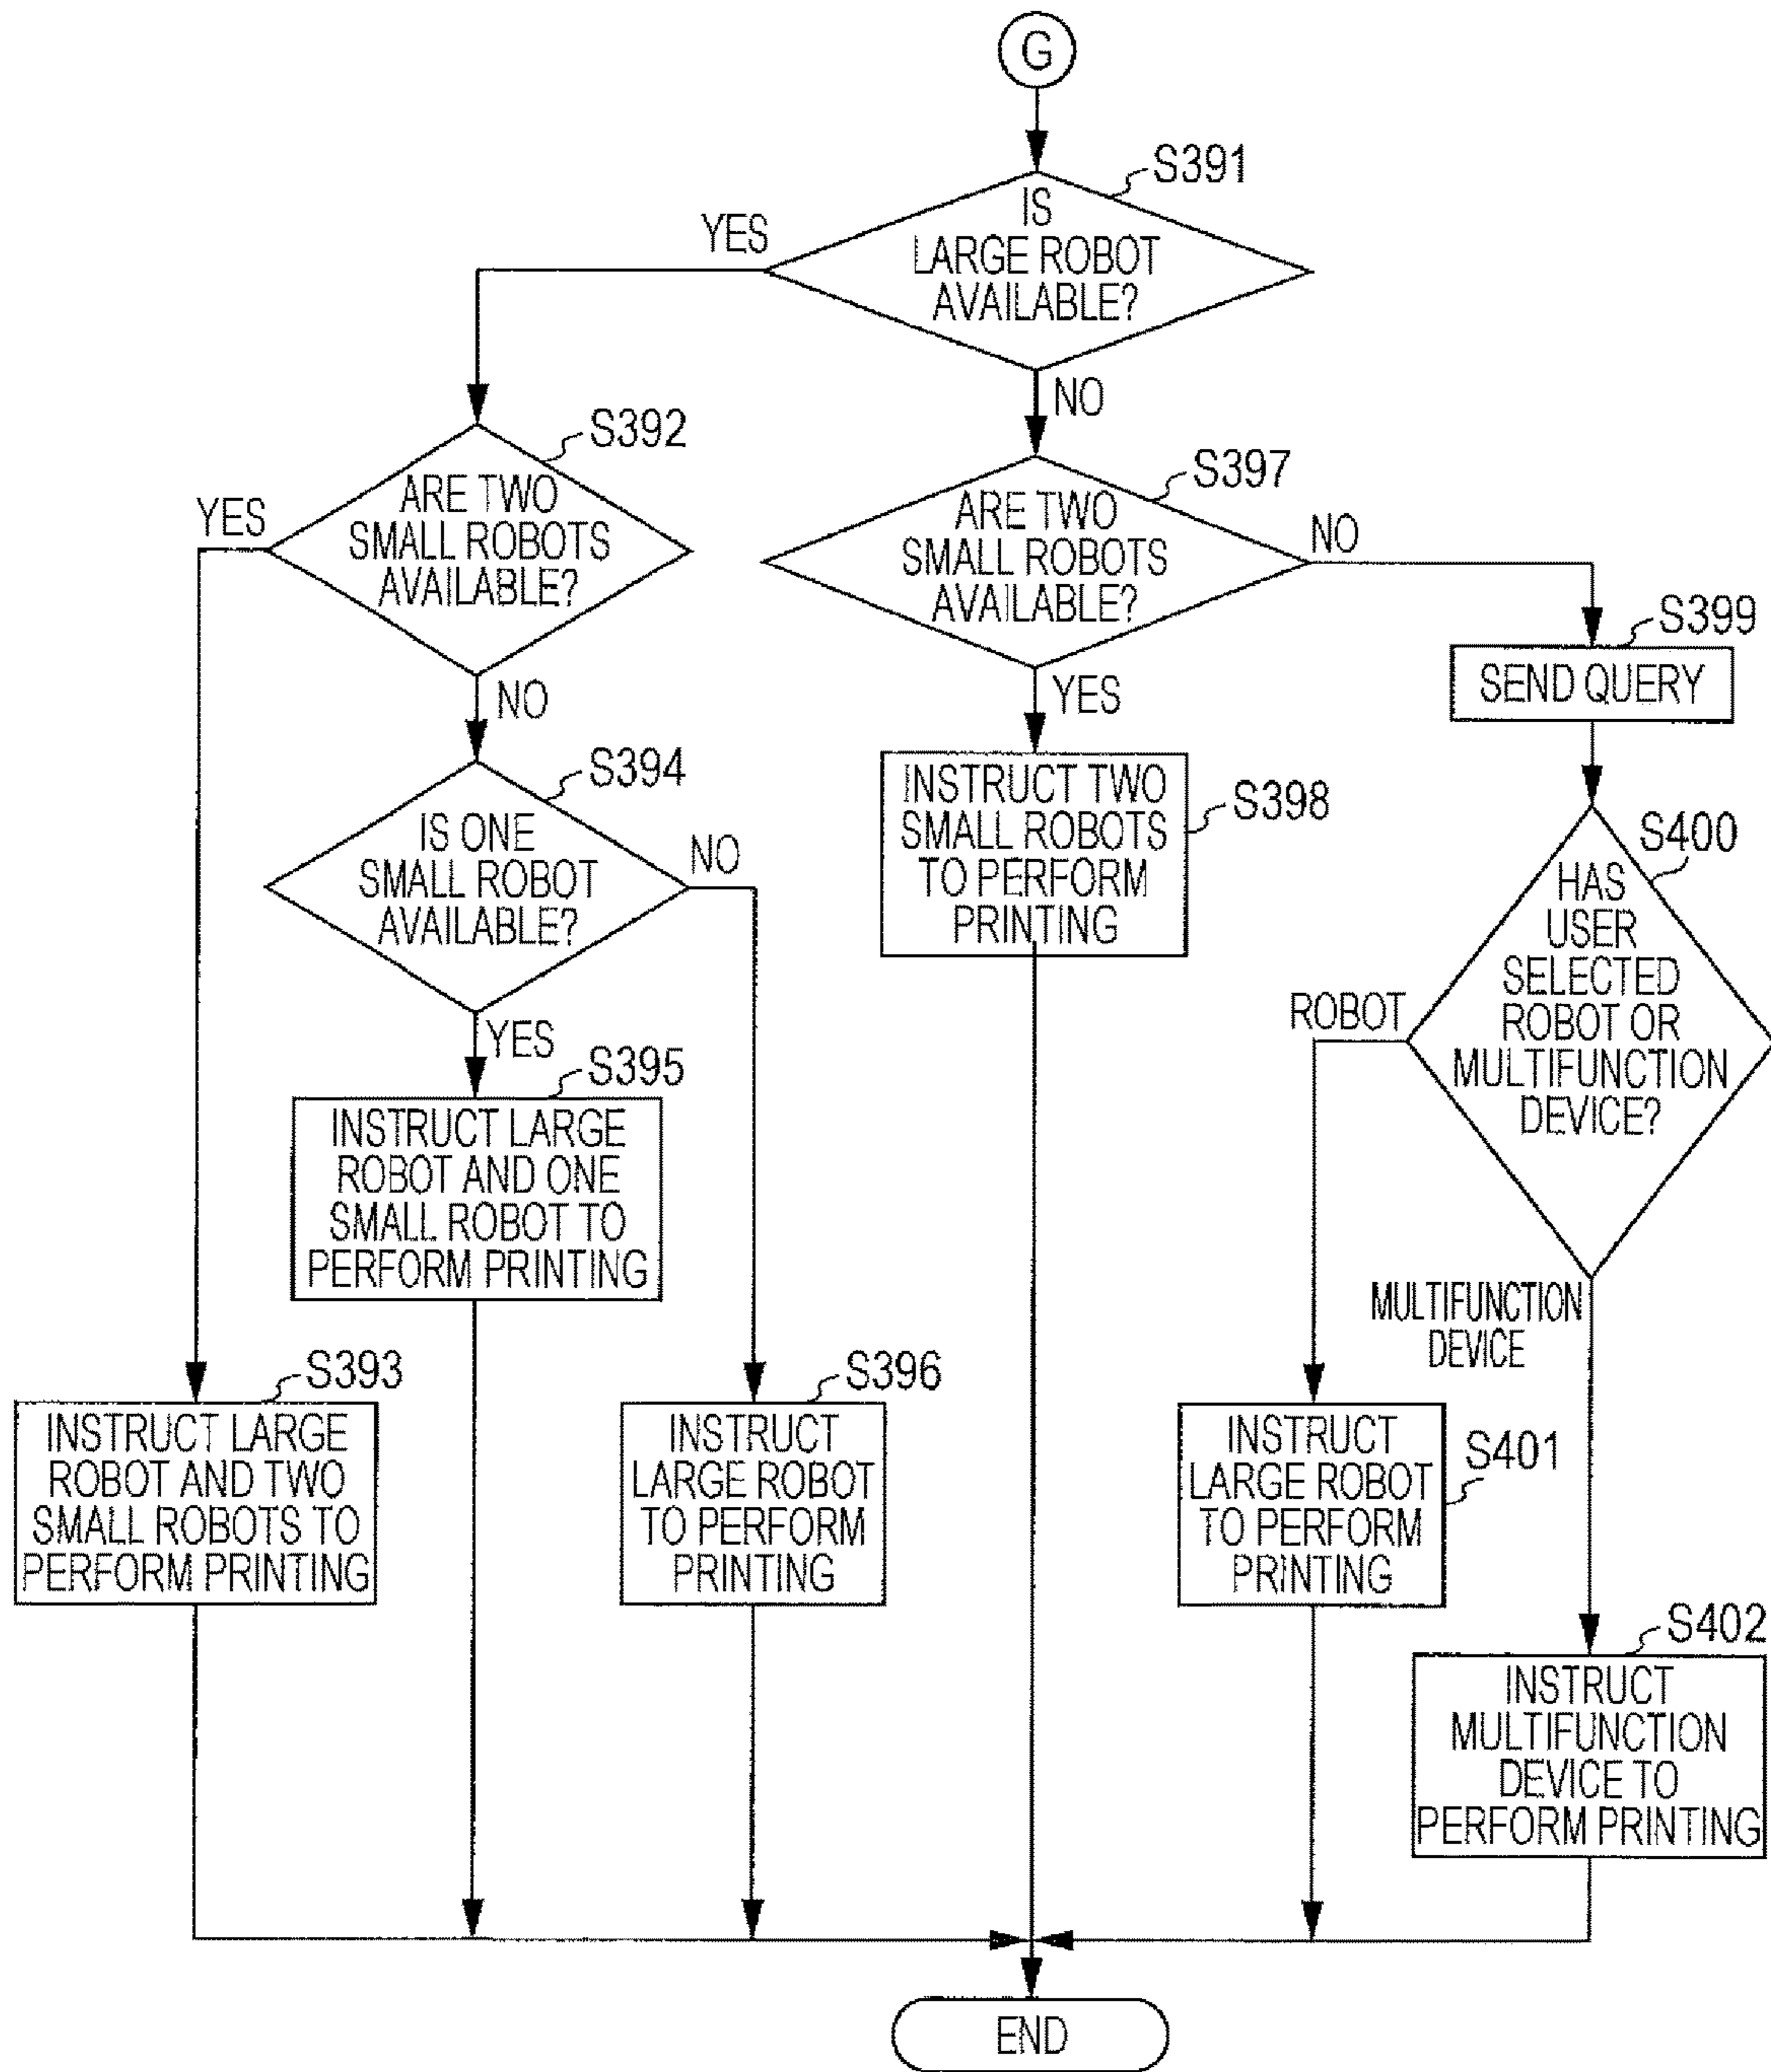 G
S391
IS
LARGE ROBOT
AVAILABLE?
YES
NO
S392
ARE TWO
SMALL ROBOTS
AVAILABLE?
YES
NO
S397
ARE TWO
SMALL ROBOTS
AVAILABLE?
NO
YES
S399
SEND QUERY
S394
IS ONE
SMALL ROBOT
AVAILABLE?
NO
YES
S398
INSTRUCT TWO
SMALL ROBOTS
TO PERFORM
PRINTING
S400
HAS
USER
SELECTED
ROBOT OR
MULTIFUNCTION
DEVICE?
ROBOT
MULTIFUNCTION
DEVICE
S395
INSTRUCT LARGE
ROBOT AND ONE
SMALL ROBOT TO
PERFORM PRINTING
S393
INSTRUCT LARGE
ROBOT AND TWO
SMALL ROBOTS TO
PERFORM PRINTING
S396
INSTRUCT
LARGE ROBOT
TO PERFORM
PRINTING
S401
INSTRUCT
LARGE ROBOT
TO PERFORM
PRINTING
S402
INSTRUCT
MULTIFUNCTION
DEVICE TO
PERFORM PRINTING
END